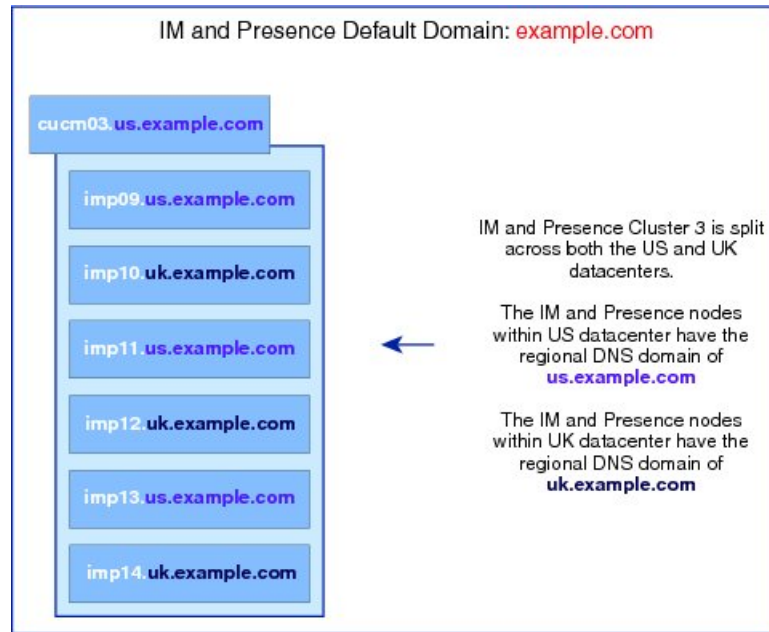 IM and Presence Default Domain: example.com
cucm03.us.example.com
imp09.us.example.com
imp10.uk.example.com
imp11.us.example.com
imp12.uk.example.com
imp13.us.example.com
imp14.uk.example.com
IM and Presence Cluster 3 is split
across both the US and UK
datacenters.
The IM and Presence nodes
within US datacenter have the
regional DNS domain of
us.example.com
The IM and Presence nodes
within UK datacenter have the
regional DNS domain of
uk.example.com